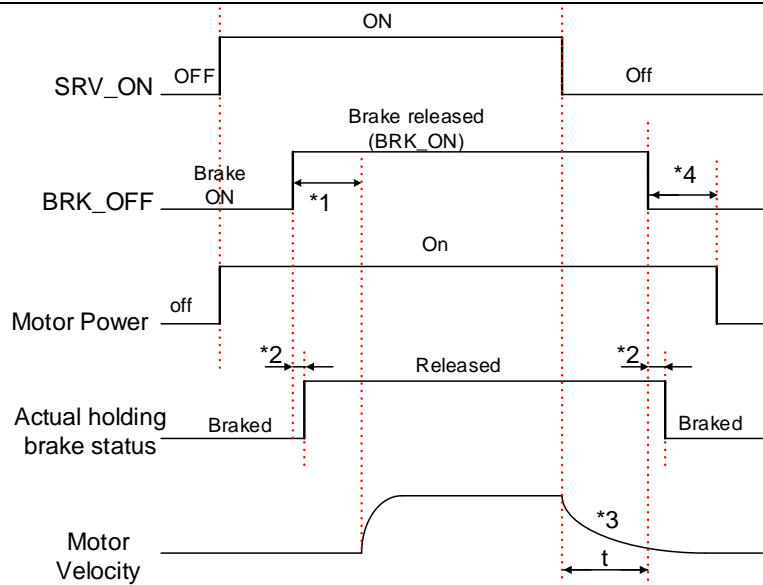 ON
SRV_ON
OFF
Off
Brake released
(BRK_ON)
Brake
ON
BRK_OFF
*1
*4
On
off
Motor Power
*2
Released
*2
Actual holding
brake status
Braked
Braked
*3
Motor
Velocity
t